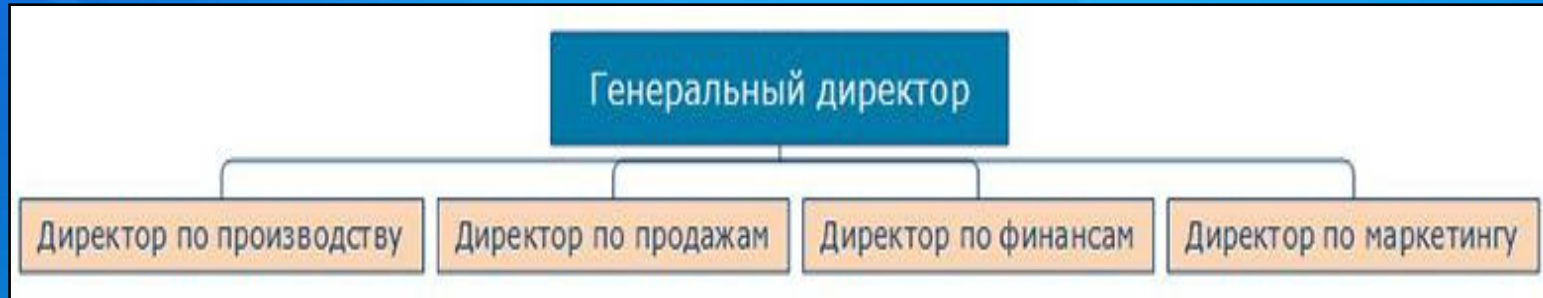 Генеральный директор
Директор по производству
Директор по продажам
Директор по финансам
Директор по маркетингу